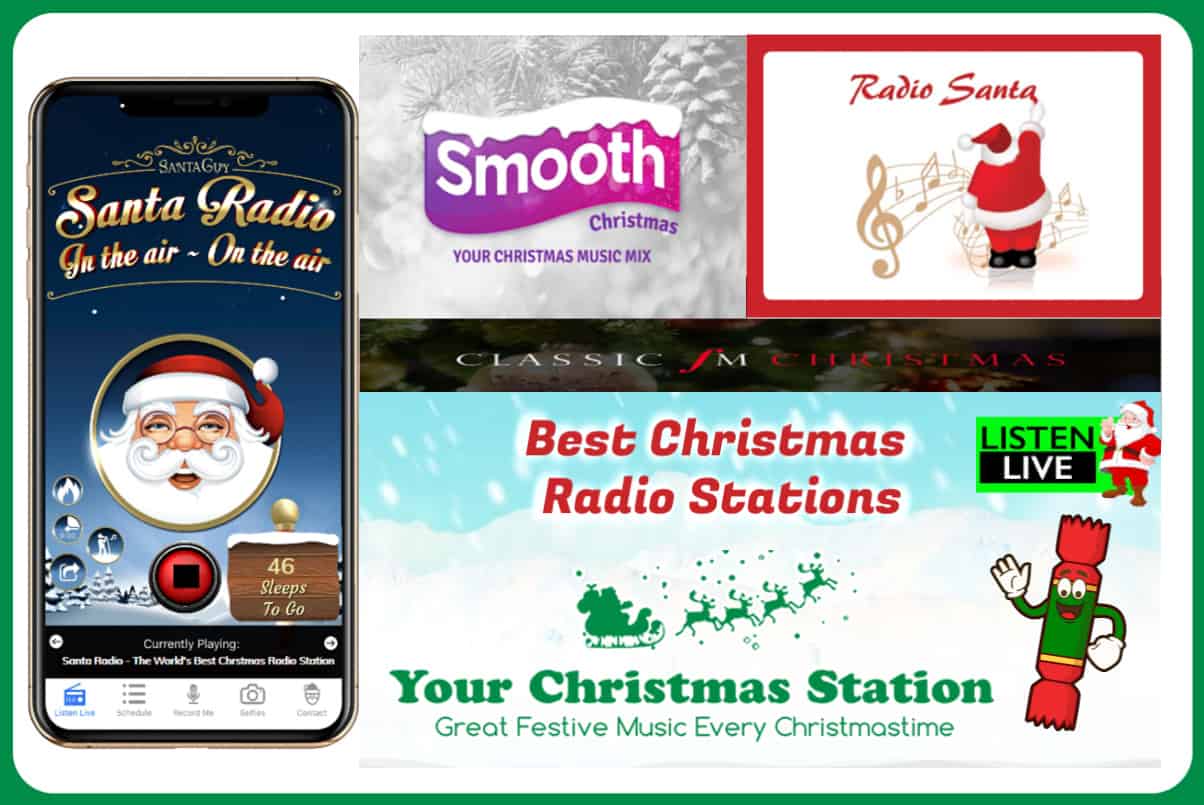 SANTAGUY
Santa Radio
In the air ~ On the air
46
Sleeps
To Go
Currently Playing:
Santa Radio - The World's Best Chrstmas Radio Station
Listen Live
Schedule
Record Me
Selfies
Contact
Smooth
Christmas
YOUR CHRISTMAS MUSIC MIX
Radio Santa
CLASSIC fM CHRISTMAS
Best Christmas
Radio Stations
LISTEN
LIVE
Your Christmas Station
Great Festive Music Every Christmastime